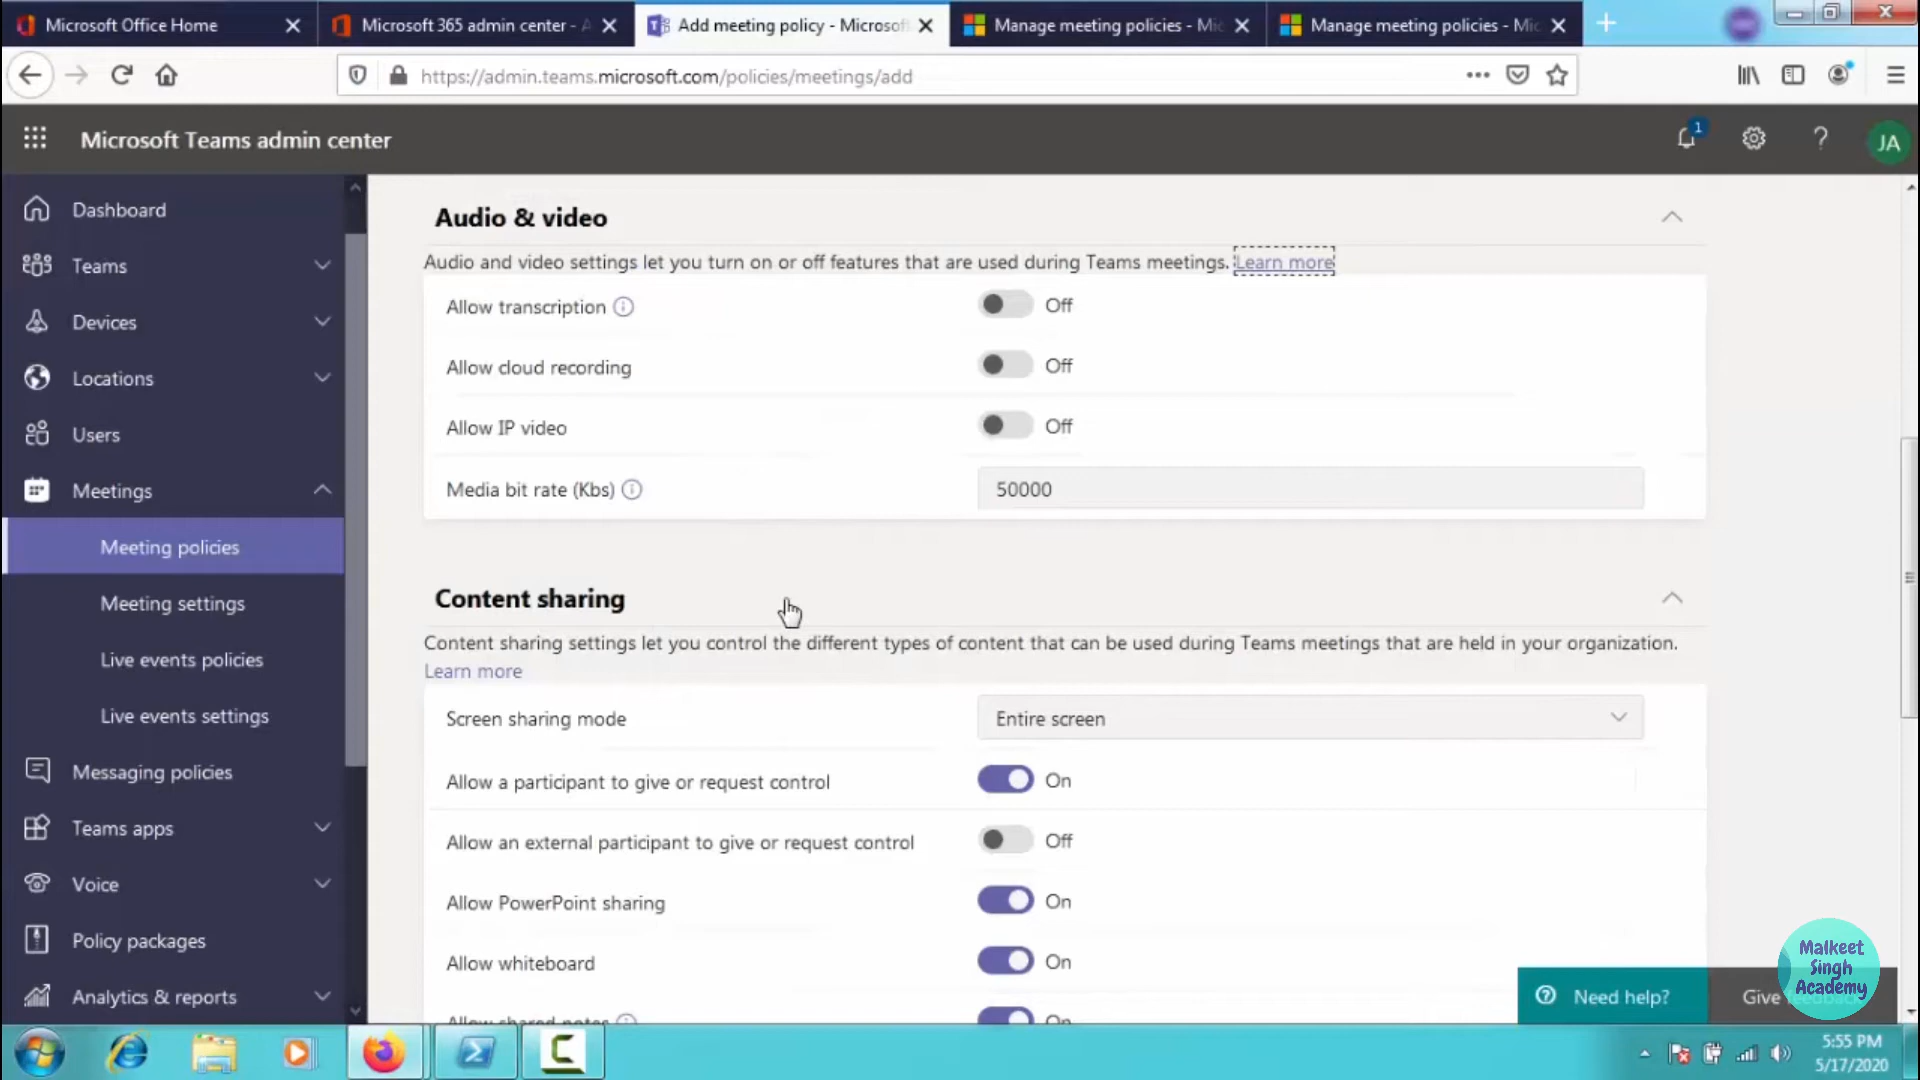 Microsoft Office Home
Microsoft 365 admin center - A
Add meeting policy - Microsoft
Manage meeting policies - Mic
Manage meeting policies - Mic
https://admin.teams.microsoft.com/policies/meetings/add
Microsoft Teams admin center
1
JA
Dashboard
Teams
Devices
Locations
Users
Meetings
Meeting policies
Meeting settings
Live events policies
Live events settings
Messaging policies
Teams apps
Voice
Policy packages
Analytics & reports
Audio & video
Audio and video settings let you turn on or off features that are used during Teams meetings. Learn more
Allow transcription Off
Allow cloud recording Off
Allow IP video Off
Media bit rate (Kbs) 50000
Content sharing
Content sharing settings let you control the different types of content that can be used during Teams meetings that are held in your organization.
Learn more
Screen sharing mode Entire screen
Allow a participant to give or request control On
Allow an external participant to give or request control Off
Allow PowerPoint sharing On
Allow whiteboard On
Allow shared notes On
Need help?
Give feedback
Malkeet
Singh
Academy
5:55 PM
5/17/2020